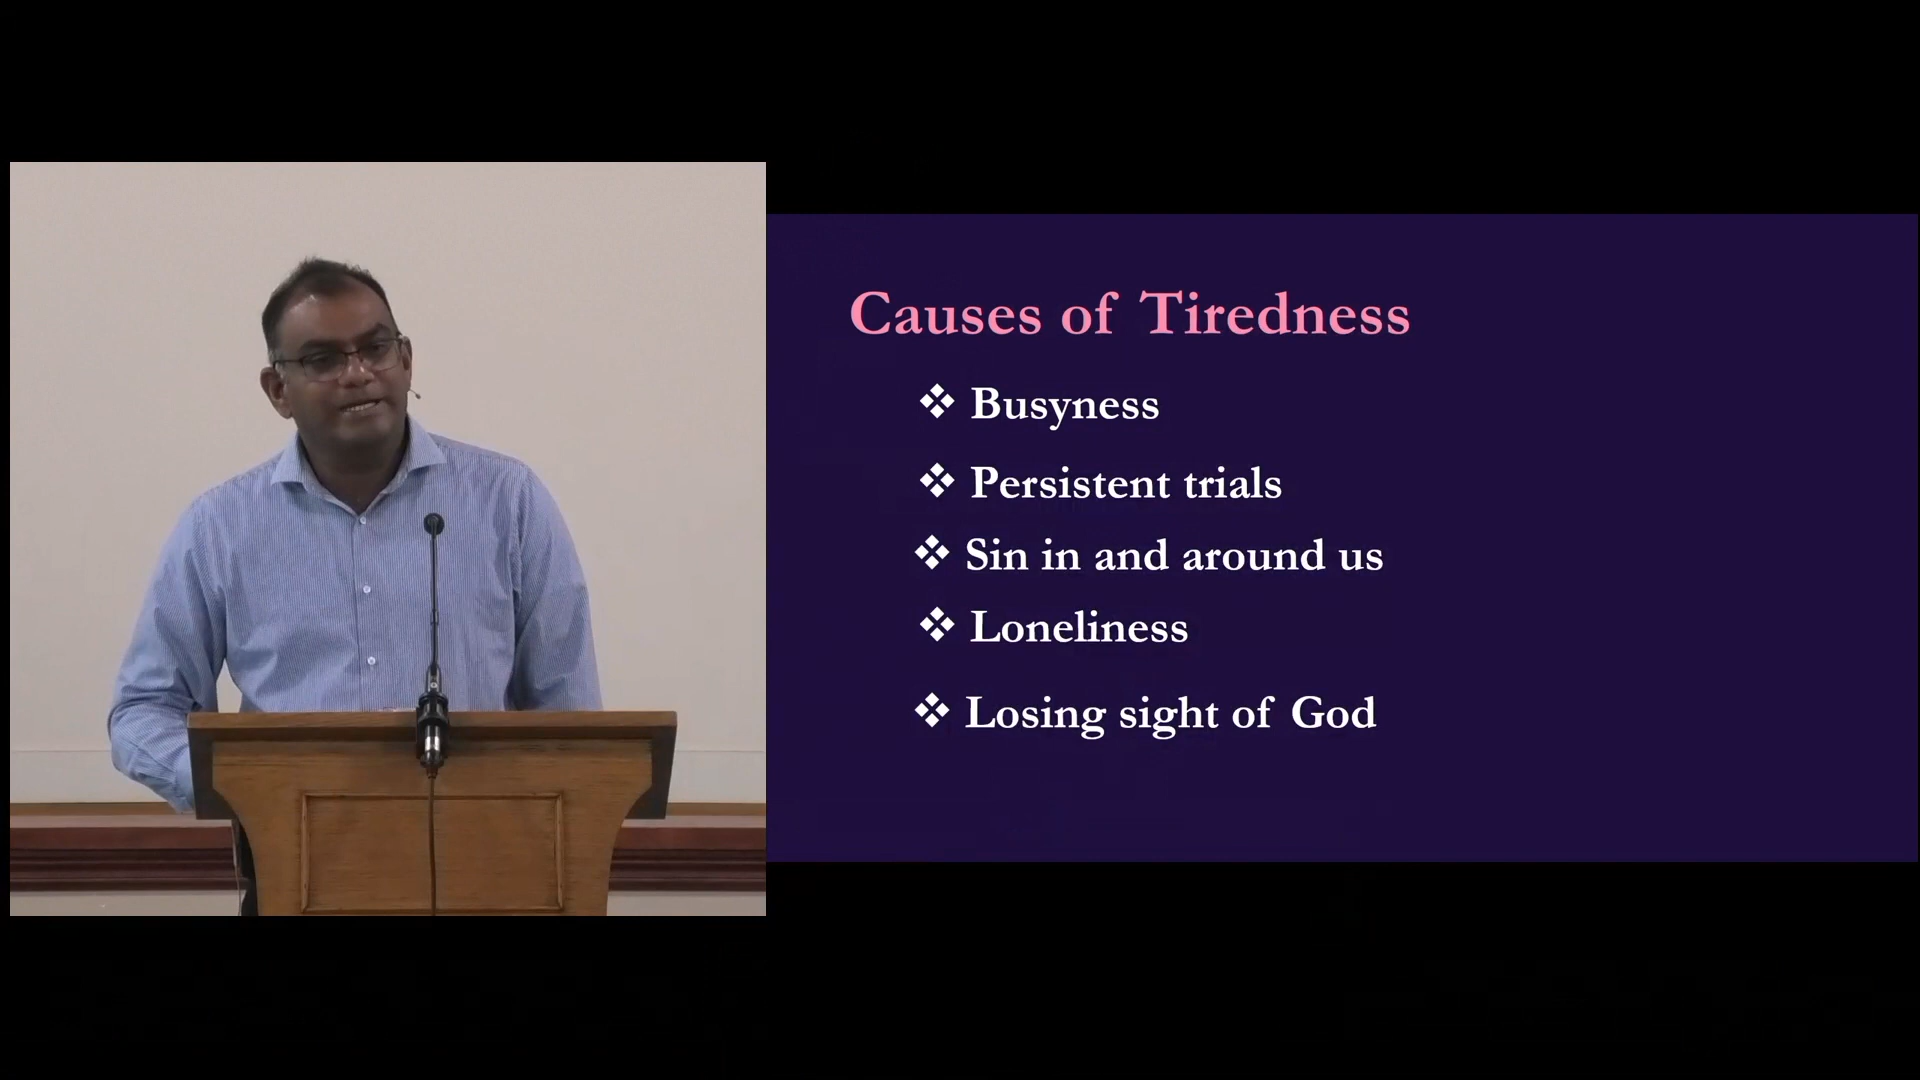 Causes of Tiredness
❖ Busyness
❖ Persistent trials
❖ Sin in and around us
❖ Loneliness
❖ Losing sight of God